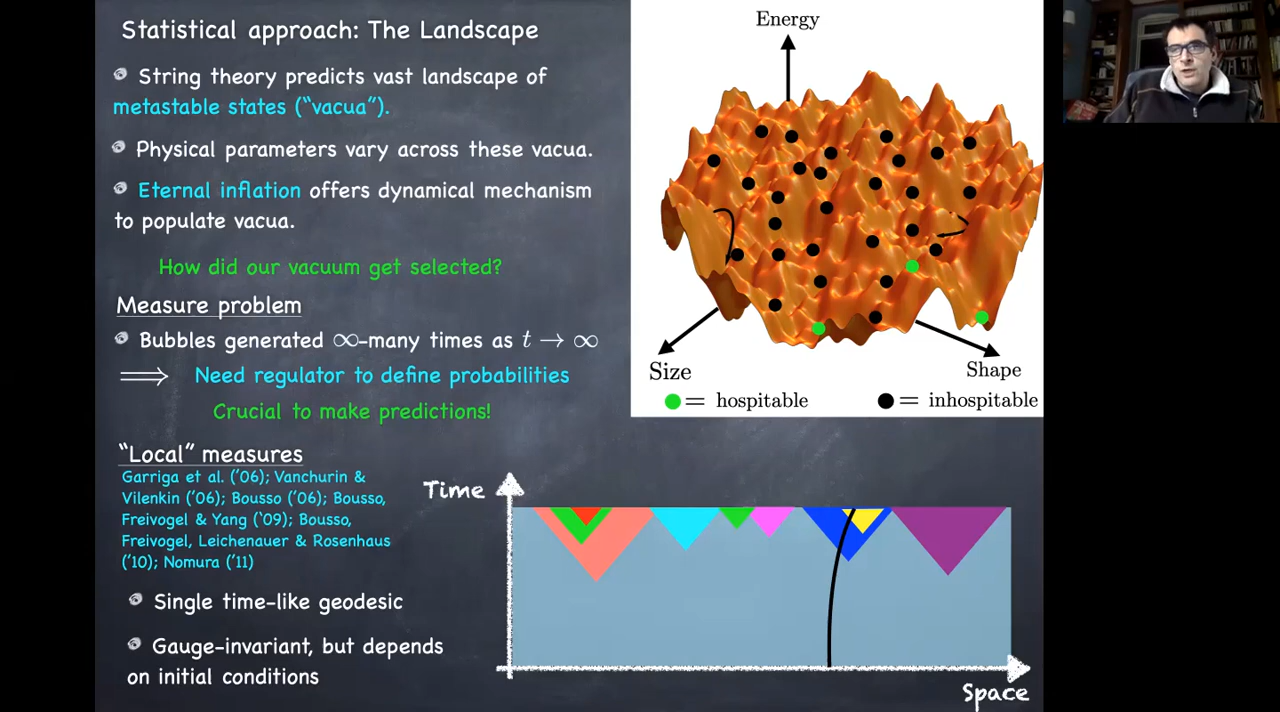 Statistical approach: The Landscape
String theory predicts vast landscape of
metastable states ("vacua").
Physical parameters vary across these vacua.
Eternal inflation offers dynamical mechanism
to populate vacua.
How did our vacuum get selected?
Measure problem
Bubbles generated ∞-many times as t → ∞
⟹ Need regulator to define probabilities
Crucial to make predictions!
"Local" measures
Garriga et al. ('06); Vanchurin &
Vilenkin ('06); Bousso ('06); Bousso,
Freivogel & Yang ('09); Bousso,
Freivogel, Leichenauer & Rosenhaus
('10); Nomura ('11)
Single time-like geodesic
Gauge-invariant, but depends
on initial conditions
Energy
Size
Shape
= hospitable
= inhospitable
Time
Space